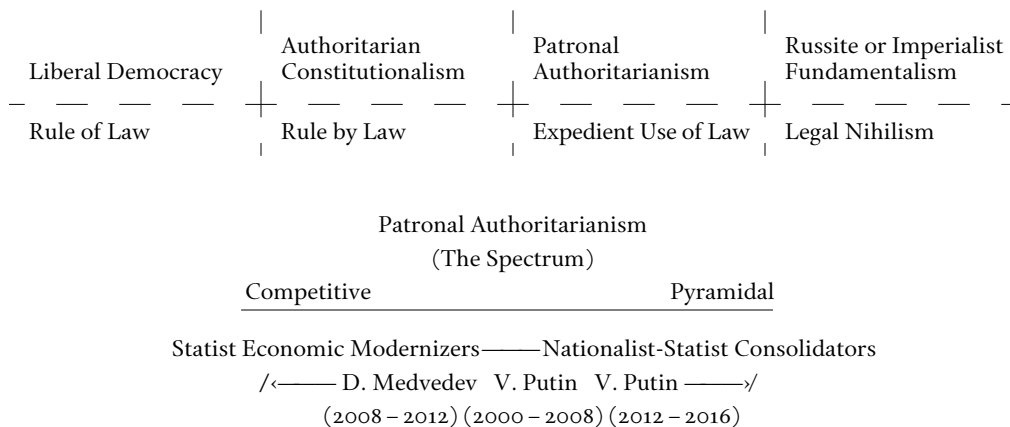 Liberal Democracy
Authoritarian
Constitutionalism
Patronal
Authoritarianism
Russite or Imperialist
Fundamentalism
Rule of Law
Rule by Law
Expedient Use of Law
Legal Nihilism
Patronal Authoritarianism
(The Spectrum)
Competitive Pyramidal
Statist Economic Modernizers——Nationalist-Statist Consolidators
/‹—— D. Medvedev V. Putin V. Putin ——›/
(2008 – 2012) (2000 – 2008) (2012 – 2016)